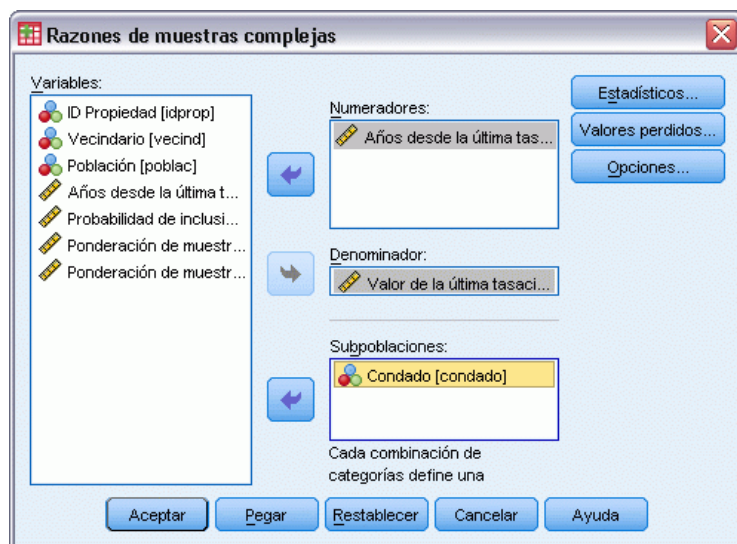 Razones de muestras complejas
Variables:
ID Propiedad [idprop]
Vecindario [vecind]
Población [poblac]
Años desde la última t...
Probabilidad de inclusi...
Ponderación de muestr...
Ponderación de muestr...
Numeradores:
Años desde la última tas...
Denominador:
Valor de la última tasaci...
Subpoblaciones:
Condado [condado]
Cada combinación de
categorías define una
Estadísticos...
Valores perdidos...
Opciones...
Aceptar
Pegar
Restablecer
Cancelar
Ayuda